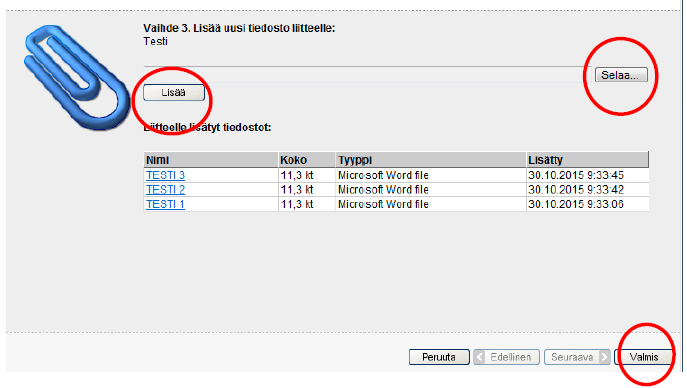 Vaihde 3. Lisää uusi tiedosto liitteelle:
Testi
Selaa...
Lisää
Liitteelle lisätyt tiedostot:
Nimi Koko Tyyppi Lisätty
TESTI 3 11,3 kt Microsoft Word file 30.10.2015 9:33:45
TESTI 2 11,3 kt Microsoft Word file 30.10.2015 9:33:42
TESTI 1 11,3 kt Microsoft Word file 30.10.2015 9:33:06
Peruuta Edellinen Seuraava Valmis